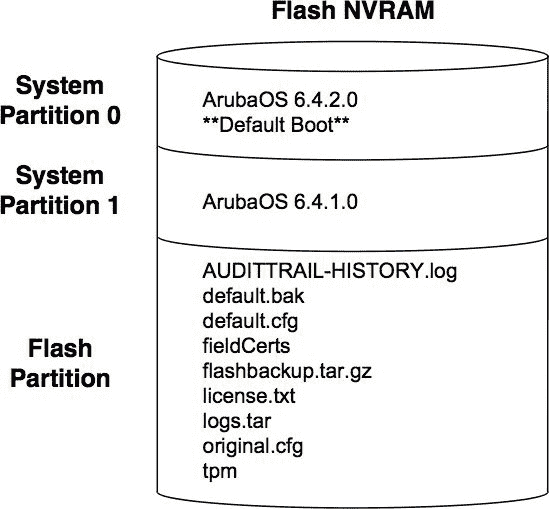 Flash NVRAM
System
Partition 0
ArubaOS 6.4.2.0
**Default Boot**
System
Partition 1
ArubaOS 6.4.1.0
Flash
Partition
AUDITTRAIL-HISTORY.log
default.bak
default.cfg
fieldCerts
flashbackup.tar.gz
license.txt
logs.tar
original.cfg
tpm